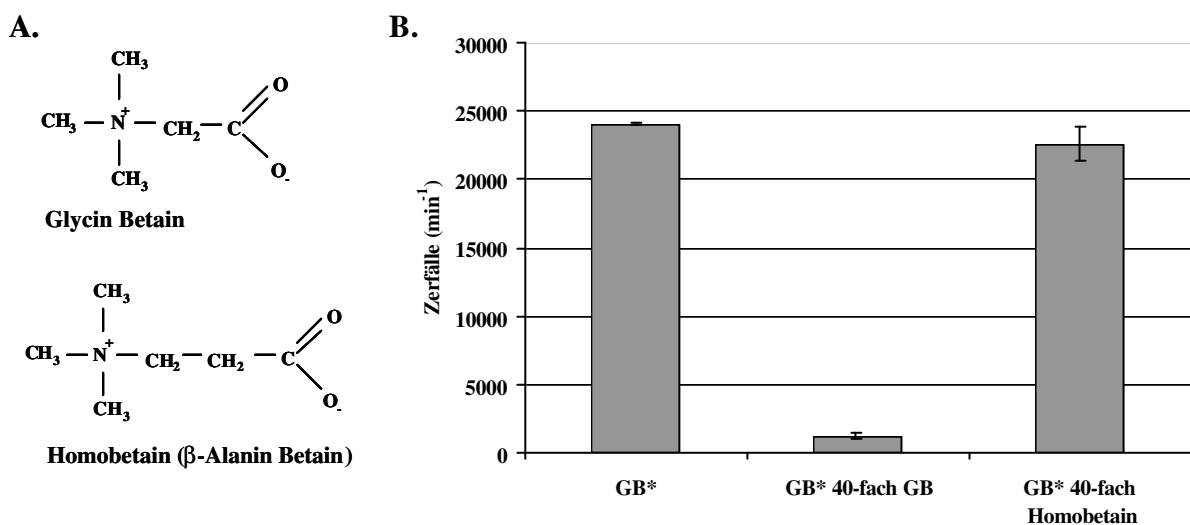 A.
CH3
CH3 N+ CH2 C O
O-
CH3
Glycin Betain
CH3
CH3 N+ CH2 CH2 C O
O-
CH3
Homobetain (β-Alanin Betain)
B.
Zerfälle (min-1)
30000
25000
20000
15000
10000
5000
0
GB*
GB* 40-fach GB
GB* 40-fach
Homobetain